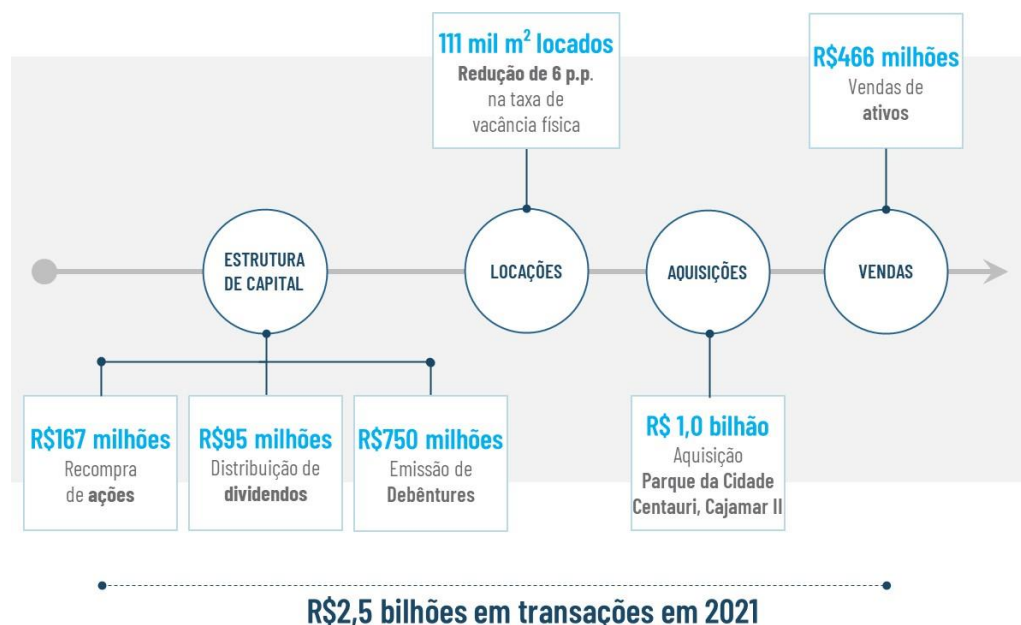 111 mil m² locados
Redução de 6 p.p.
na taxa de
vacância física
R$466 milhões
Vendas de
ativos
ESTRUTURA
DE CAPITAL
LOCAÇÕES
AQUISIÇÕES
VENDAS
R$167 milhões
Recompra
de ações
R$95 milhões
Distribuição de
dividendos
R$750 milhões
Emissão de
Debêntures
R$ 1,0 bilhão
Aquisição
Parque da Cidade
Centauri, Cajamar II
R$2,5 bilhões em transações em 2021